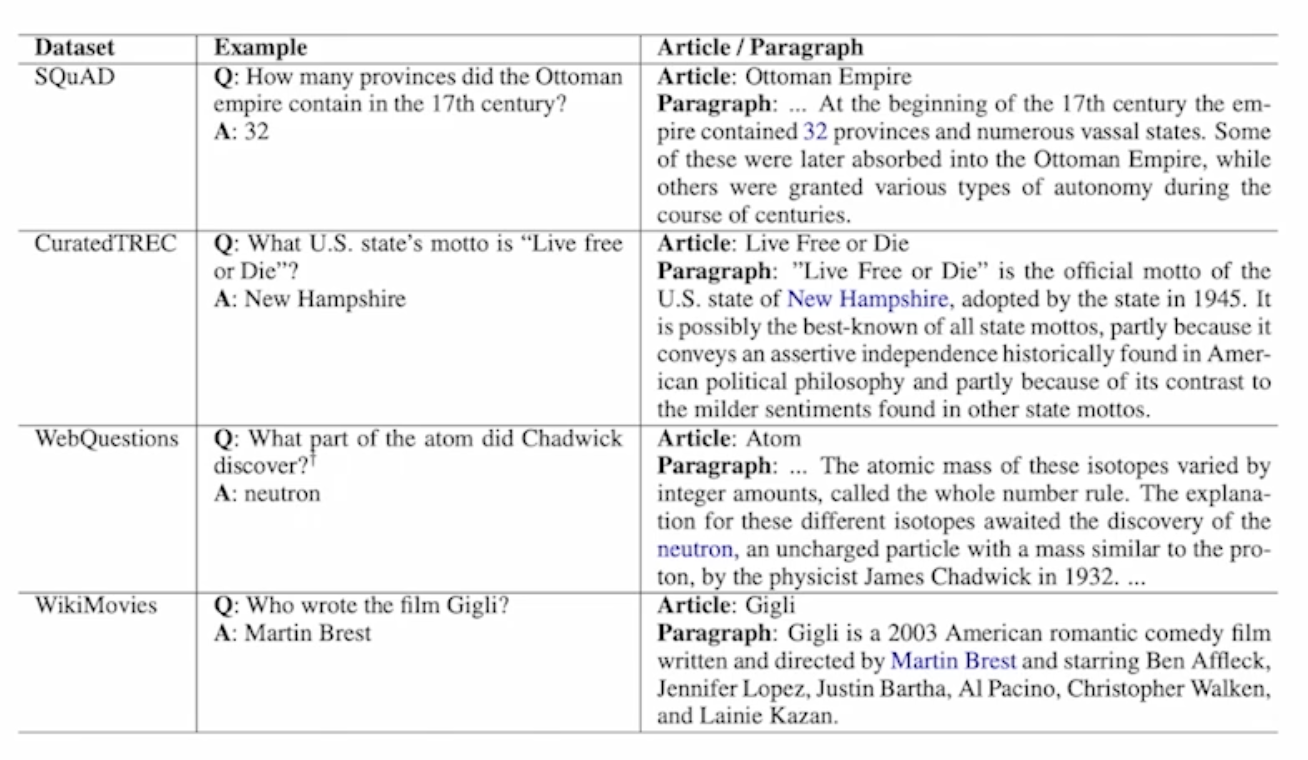 Dataset Example Article / Paragraph
SQuAD Q: How many provinces did the Ottoman Article: Ottoman Empire
empire contain in the 17th century? Paragraph: ... At the beginning of the 17th century the em-
A: 32 pire contained 32 provinces and numerous vassal states. Some
of these were later absorbed into the Ottoman Empire, while
others were granted various types of autonomy during the
course of centuries.
CuratedTREC Q: What U.S. state's motto is “Live free Article: Live Free or Die
or Die”? Paragraph: ”Live Free or Die” is the official motto of the
A: New Hampshire U.S. state of New Hampshire, adopted by the state in 1945. It
is possibly the best-known of all state mottos, partly because it
conveys an assertive independence historically found in Amer-
ican political philosophy and partly because of its contrast to
the milder sentiments found in other state mottos.
WebQuestions Q: What part of the atom did Chadwick Article: Atom
discover?† Paragraph: ... The atomic mass of these isotopes varied by
A: neutron integer amounts, called the whole number rule. The explana-
tion for these different isotopes awaited the discovery of the
neutron, an uncharged particle with a mass similar to the pro-
ton, by the physicist James Chadwick in 1932. ...
WikiMovies Q: Who wrote the film Gigli? Article: Gigli
A: Martin Brest Paragraph: Gigli is a 2003 American romantic comedy film
written and directed by Martin Brest and starring Ben Affleck,
Jennifer Lopez, Justin Bartha, Al Pacino, Christopher Walken,
and Lainie Kazan.